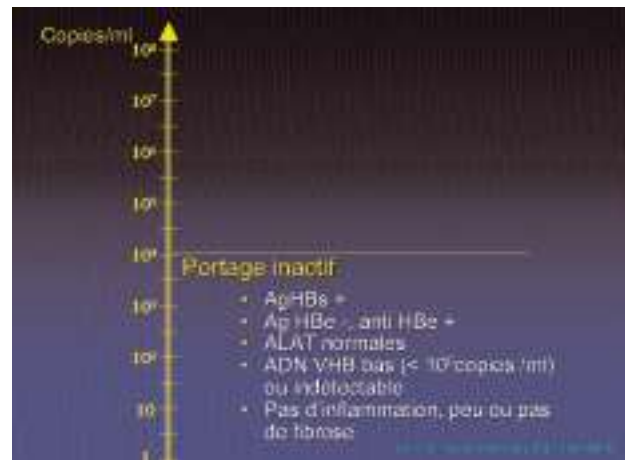 Copies/ml
10⁸
10⁷
10⁶
10⁵
10⁴
Portage inactif
10³
• AgHBs +
• Ag HBe -, anti HBe +
• ALAT normales
10²
• ADN VHB bas (< copies /ml)
ou indétectable
10
• Pas d'inflammation, peu ou pas
de fibrose
1